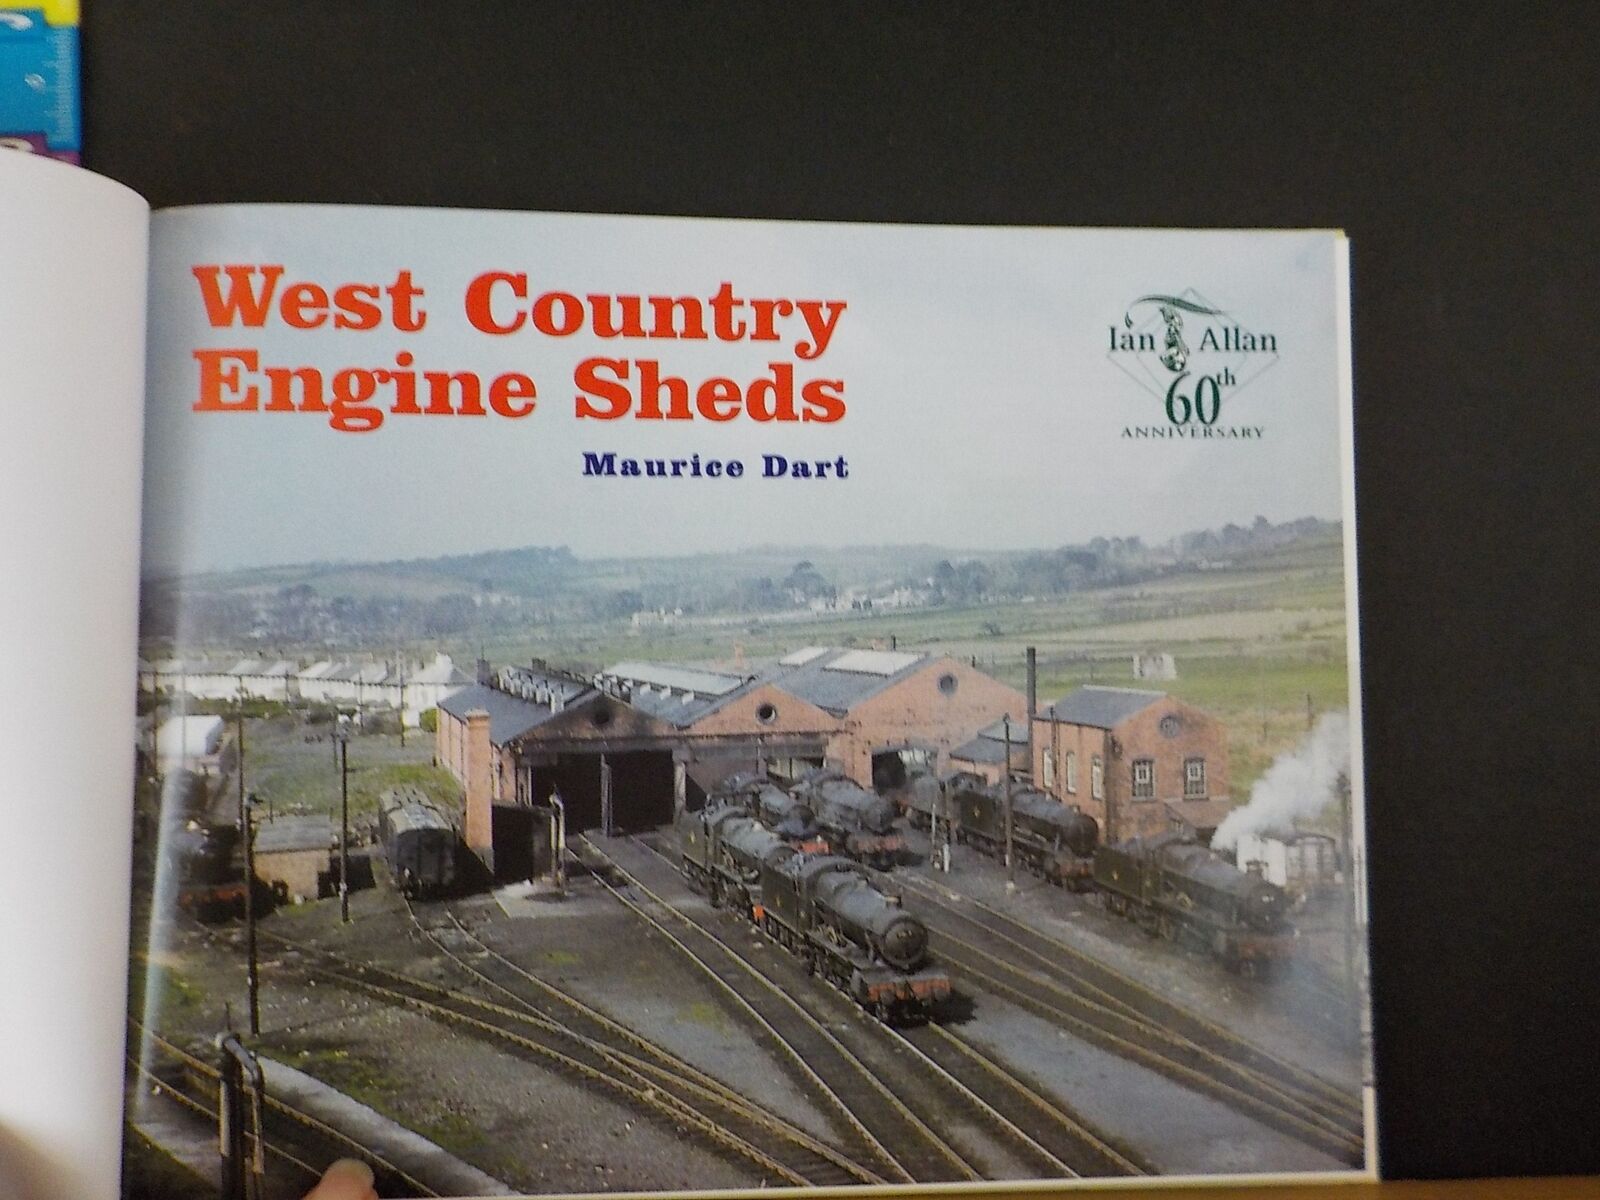 West Country
Engine Sheds
Maurice Dart
Ian Allan
60th
ANNIVERSARY